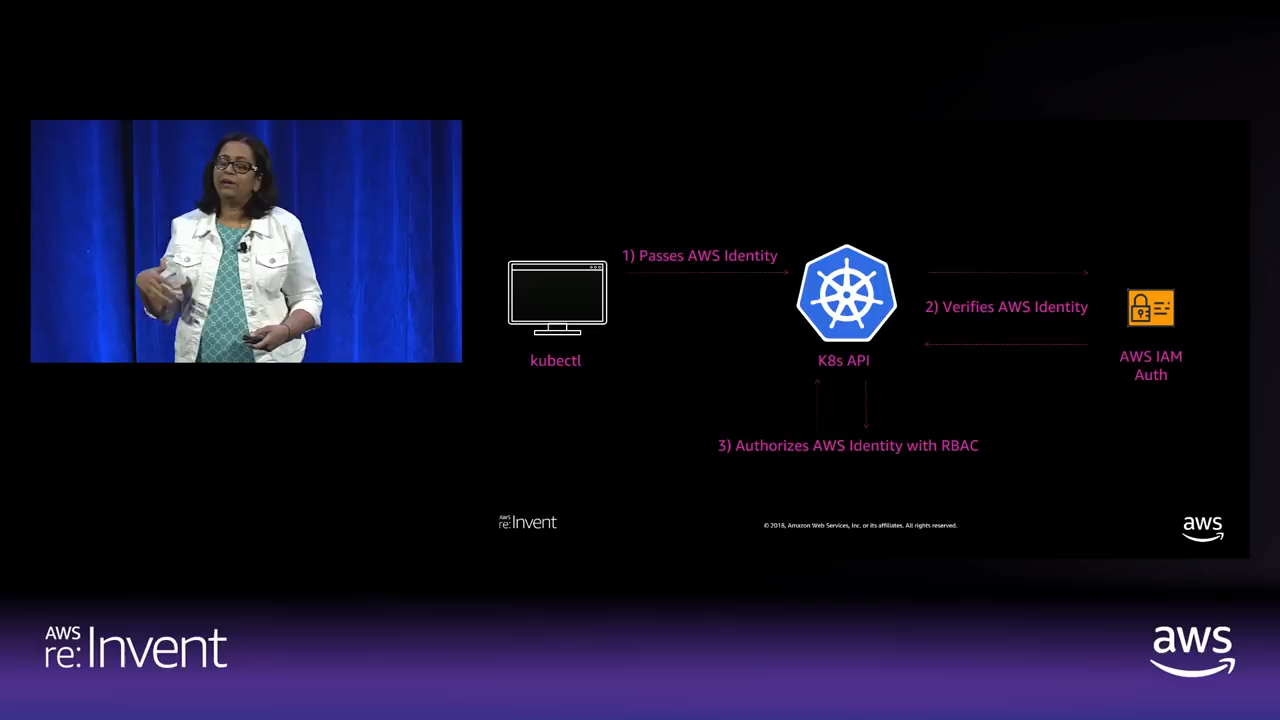 1) Passes AWS Identity
kubectl
K8s API
2) Verifies AWS Identity
AWS IAM
Auth
3) Authorizes AWS Identity with RBAC
AWS
re:Invent
© 2018, Amazon Web Services, Inc. or its affiliates. All rights reserved.
aws
AWS
re:Invent
aws